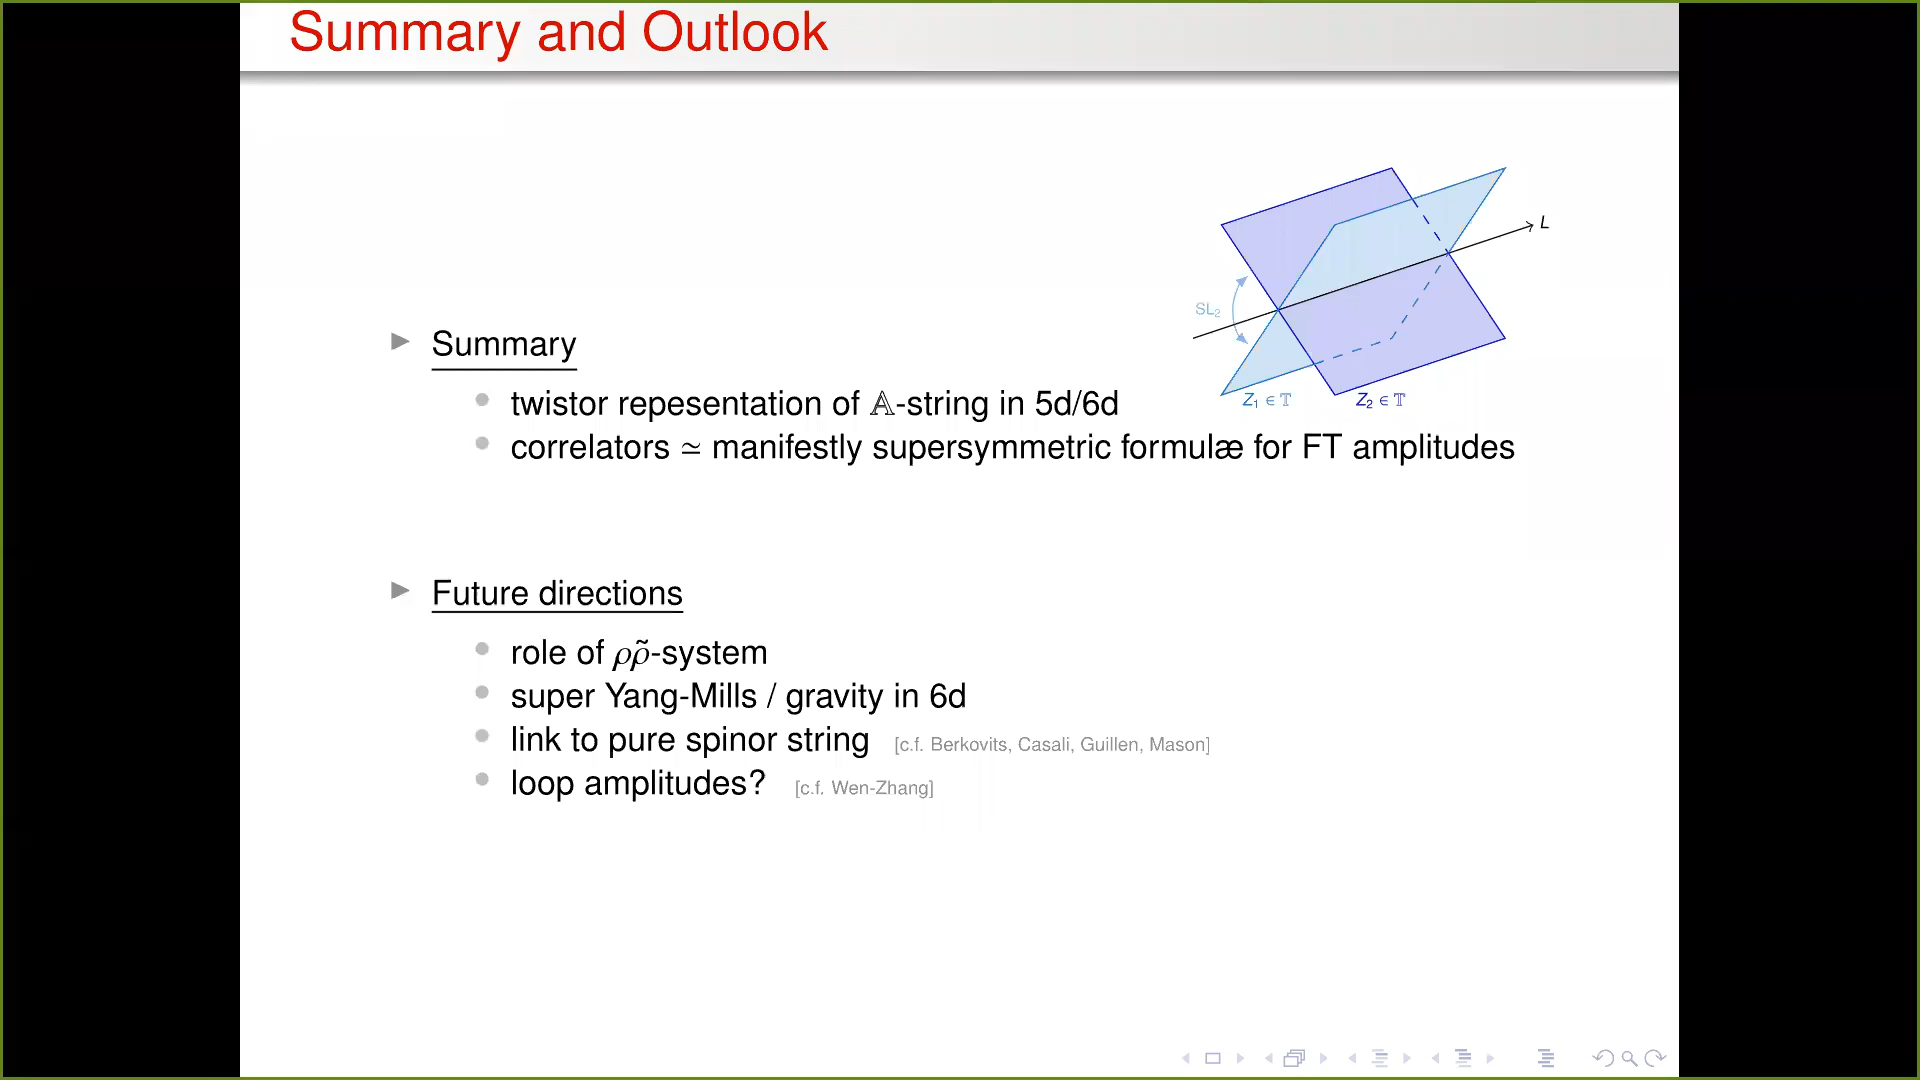 Summary and Outlook
L
SL₂
Z₁ ∈ 𝕋
Z₂ ∈ 𝕋
Summary
twistor repesentation of 𝔸-string in 5d/6d
correlators ≃ manifestly supersymmetric formulæ for FT amplitudes
Future directions
role of ρρ̃-system
super Yang-Mills / gravity in 6d
link to pure spinor string [c.f. Berkovits, Casali, Guillen, Mason]
loop amplitudes? [c.f. Wen-Zhang]